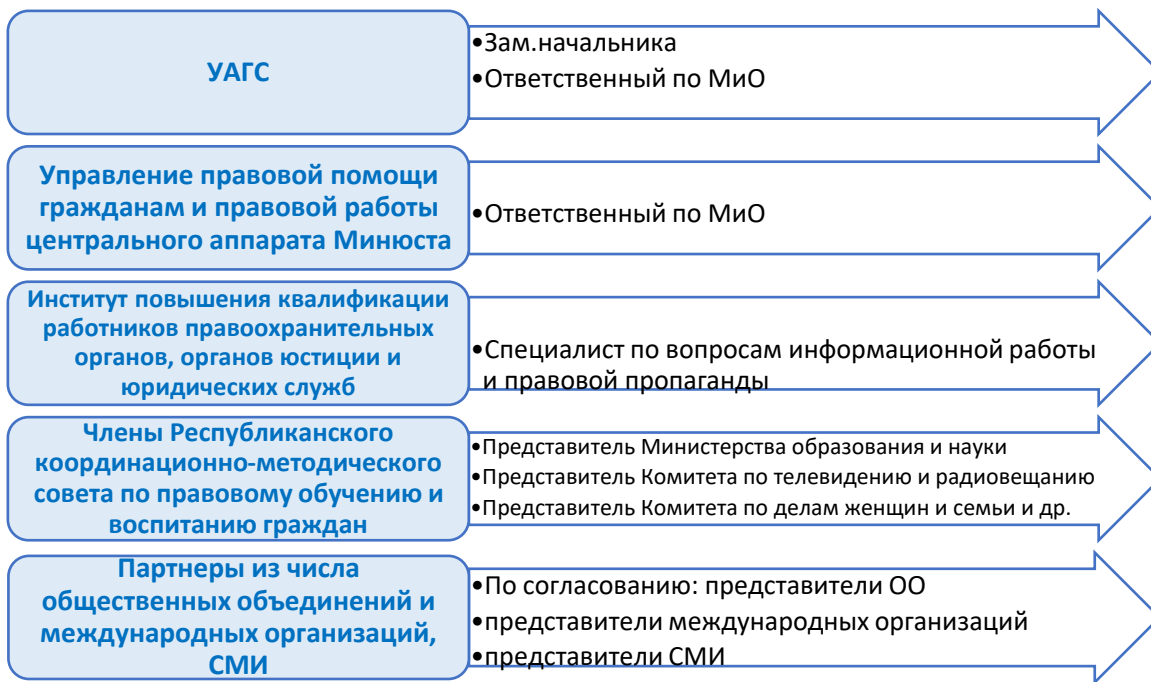 УАГС
•Зам.начальника
•Ответственный по МиО
Управление правовой помощи
гражданам и правовой работы
центрального аппарата Минюста
•Ответственный по МиО
Институт повышения квалификации
работников правоохранительных
органов, органов юстиции и
юридических служб
•Специалист по вопросам информационной работы
и правовой пропаганды
Члены Республиканского
координационно-методического
совета по правовому обучению и
воспитанию граждан
•Представитель Министерства образования и науки
•Представитель Комитета по телевидению и радиовещанию
•Представитель Комитета по делам женщин и семьи и др.
Партнеры из числа
общественных объединений и
международных организаций,
СМИ
•По согласованию: представители ОО
•представители международных организаций
•представители СМИ